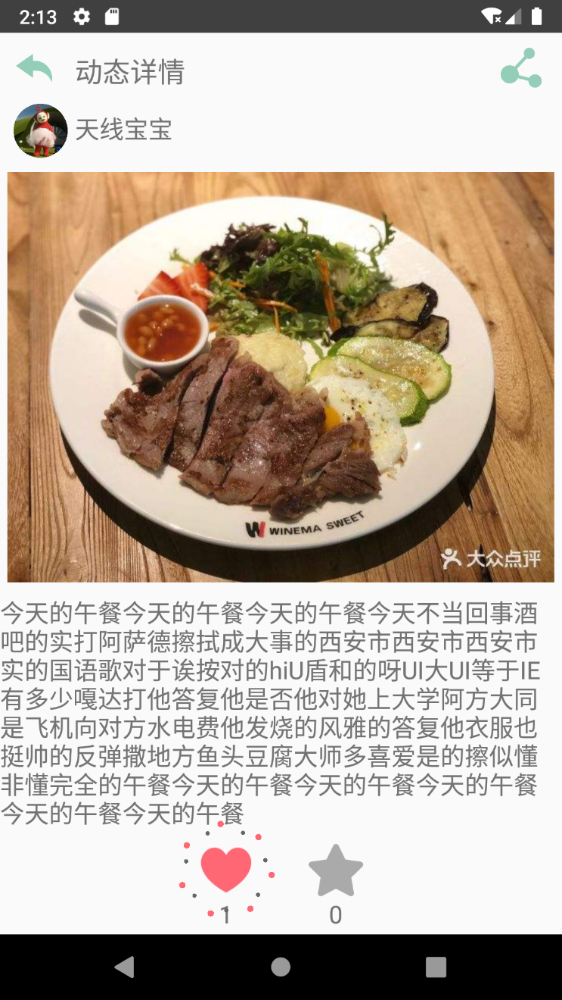 2:13
动态详情
天线宝宝
WINEMA SWEET
大众点评
今天的午餐今天的午餐今天的午餐今天不当回事酒
吧的实打阿萨德擦拭成大事的西安市西安市西安市
实的国语歌对于诶按对的hiU盾和的呀UI大UI等于IE
有多少嘎达打他答复他是否他对她上大学阿方大同
是飞机向对方水电费他发烧的风雅的答复他衣服也
挺帅的反弹撒地方鱼头豆腐大师多喜爱是的擦似懂
非懂完全的午餐今天的午餐今天的午餐今天的午餐
今天的午餐今天的午餐
1
0